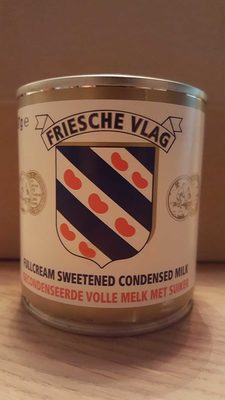 FRIESCHE VLAG
FULLCREAM SWEETENED CONDENSED MILK
GECONDENSEERDE VOLLE MELK MET SUIKER